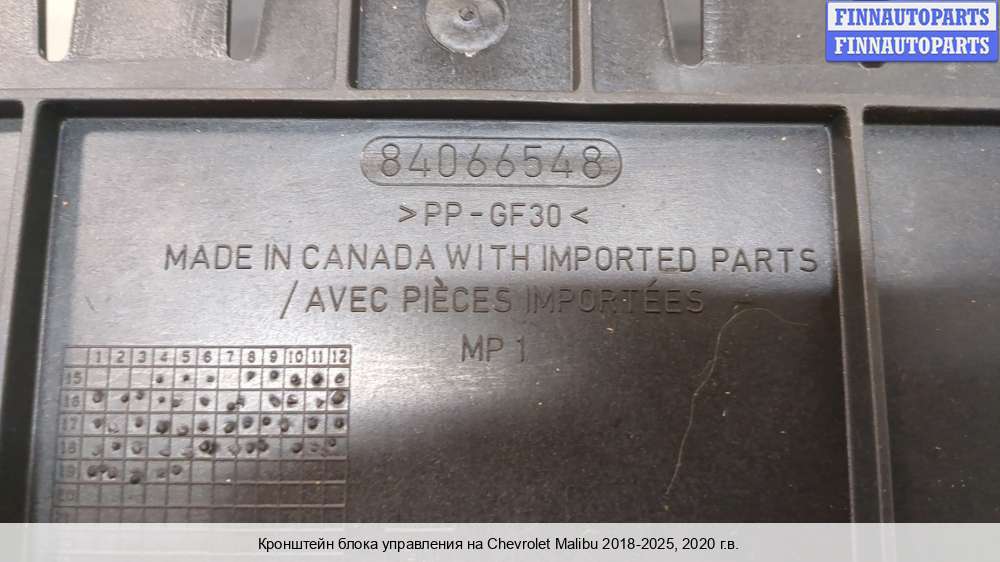 FINNAUTOPARTS
FINNAUTOPARTS
84066548
>PP-GF30<
MADE IN CANADA WITH IMPORTED PARTS
/AVEC PIÈCES IMPORTÉES
MP 1
1 2 3 4 5 6 7 8 9 10 11 12
15
16
17
18
19
20
Кронштейн блока управления на Chevrolet Malibu 2018-2025, 2020 г.в.